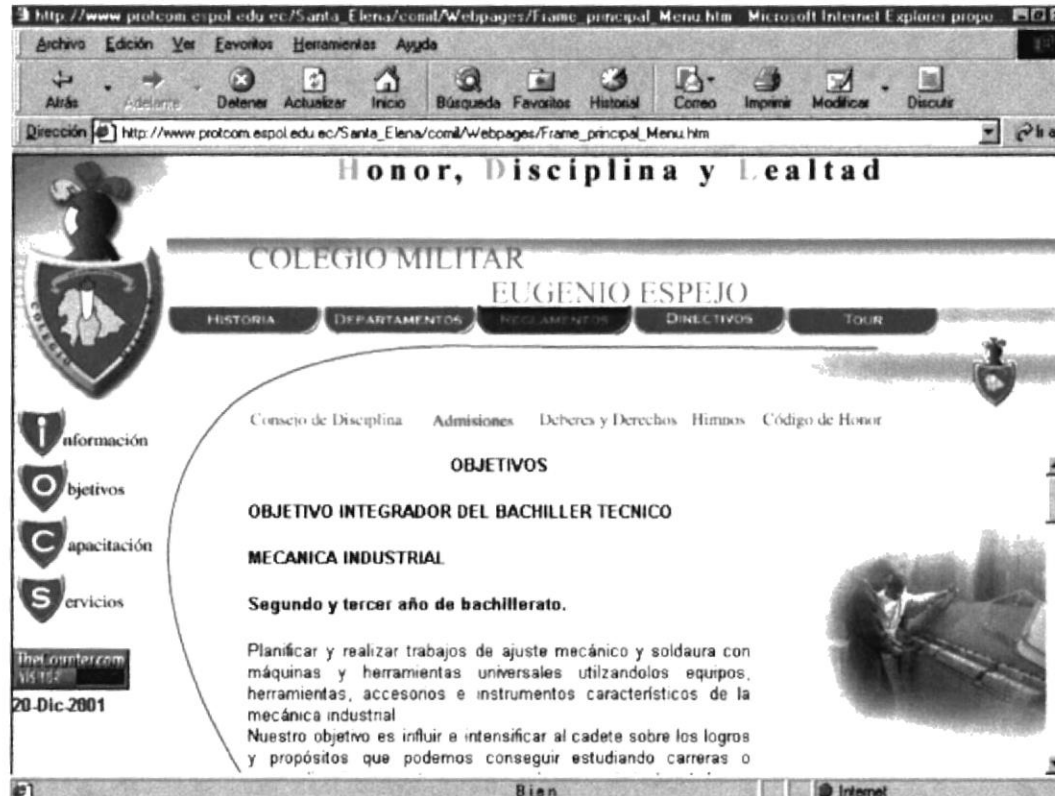 http://www.protcom.espol.edu.ec/Santa_Elena/comil/Webpages/Frame_principal_Menu.htm Microsoft Internet Explorer propo
Archivo Edición Ver Favoritos Herramientas Ayuda
Atrás Adelante Detener Actualizar Inicio Búsqueda Favoritos Historial Correo Imprimir Modificar Discutir
Dirección http://www.protcom.espol.edu.ec/Santa_Elena/comil/Webpages/Frame_principal_Menu.htm Ir a
Honor, Disciplina y Lealtad
COLEGIO MILITAR
EUGENIO ESPEJO
HISTORIA DEPARTAMENTOS REGLAMENTOS DIRECTIVOS TOUR
COLEGIO
Consejo de Disciplina Admisiones Deberes y Derechos Himnos Código de Honor
Información
Objetivos
Capacitación
Servicios
TheCounter.com
20-Dic-2001
OBJETIVOS
OBJETIVO INTEGRADOR DEL BACHILLER TECNICO
MECANICA INDUSTRIAL
Segundo y tercer año de bachillerato.
Planificar y realizar trabajos de ajuste mecánico y soldaura con
máquinas y herramientas universales utilzandolos equipos,
herramientas, accesorios e instrumentos característicos de la
mecánica industrial
Nuestro objetivo es influir e intensificar al cadete sobre los logros
y propósitos que podemos conseguir estudiando carreras o
Bien Internet